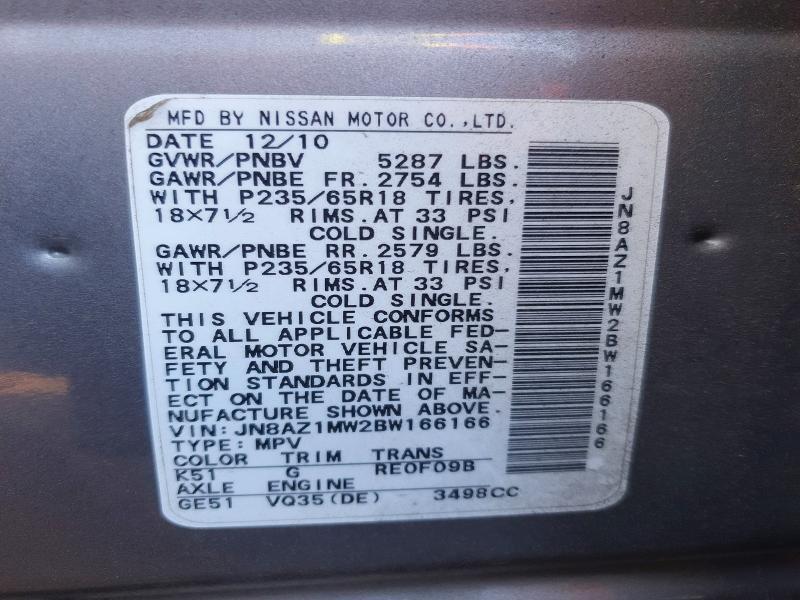 MFD BY NISSAN MOTOR CO.,LTD.
DATE 12/10
GVWR/PNBV 5287 LBS.
GAWR/PNBE FR. 2754 LBS.
WITH P235/65R18 TIRES,
18X7½ RIMS.AT 33 PSI
COLD SINGLE.
GAWR/PNBE RR. 2579 LBS.
WITH P235/65R18 TIRES,
18X7½ RIMS.AT 33 PSI
COLD SINGLE.
THIS VEHICLE CONFORMS
TO ALL APPLICABLE FED-
ERAL MOTOR VEHICLE SA-
FETY AND THEFT PREVEN-
TION STANDARDS IN EFF-
ECT ON THE DATE OF MA-
NUFACTURE SHOWN ABOVE.
VIN:JN8AZ1MW2BW166166
TYPE:MPV
COLOR TRIM TRANS
K51 G RE0F09B
AXLE ENGINE
GE51 VQ35(DE) 3498CC
JN8AZ1MW2BW166166